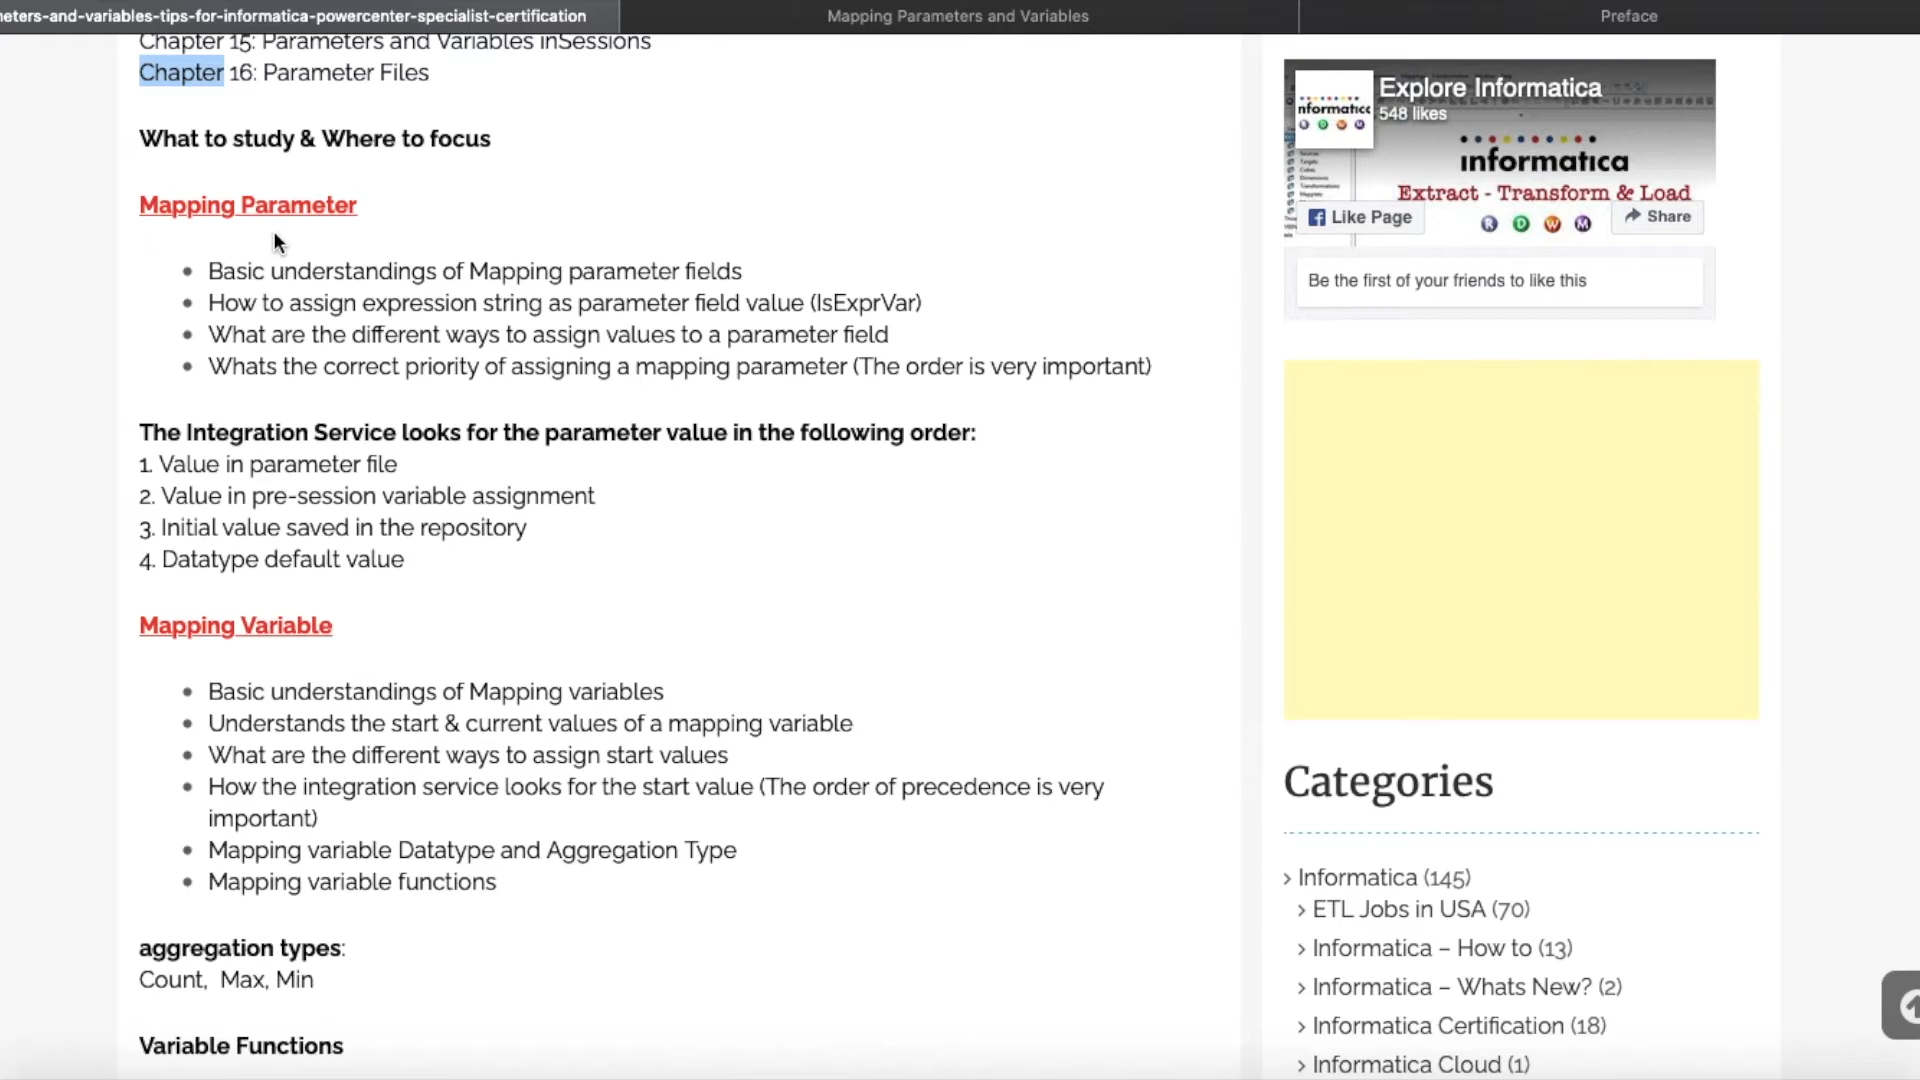 eters-and-variables-tips-for-informatica-powercenter-specialist-certification
Mapping Parameters and Variables
Preface
Chapter 15: Parameters and Variables inSessions
Chapter 16: Parameter Files
What to study & Where to focus
Mapping Parameter
Basic understandings of Mapping parameter fields
How to assign expression string as parameter field value (IsExprVar)
What are the different ways to assign values to a parameter field
Whats the correct priority of assigning a mapping parameter (The order is very important)
The Integration Service looks for the parameter value in the following order:
1. Value in parameter file
2. Value in pre-session variable assignment
3. Initial value saved in the repository
4. Datatype default value
Mapping Variable
Basic understandings of Mapping variables
Understands the start & current values of a mapping variable
What are the different ways to assign start values
How the integration service looks for the start value (The order of precedence is very
important)
Mapping variable Datatype and Aggregation Type
Mapping variable functions
aggregation types:
Count, Max, Min
Variable Functions
Explore Informatica
548 likes
nformatic
R D W M
informatica
Extract - Transform & Load
Like Page
R D W M
Share
Be the first of your friends to like this
Categories
› Informatica (145)
› ETL Jobs in USA (70)
› Informatica – How to (13)
› Informatica – Whats New? (2)
› Informatica Certification (18)
› Informatica Cloud (1)